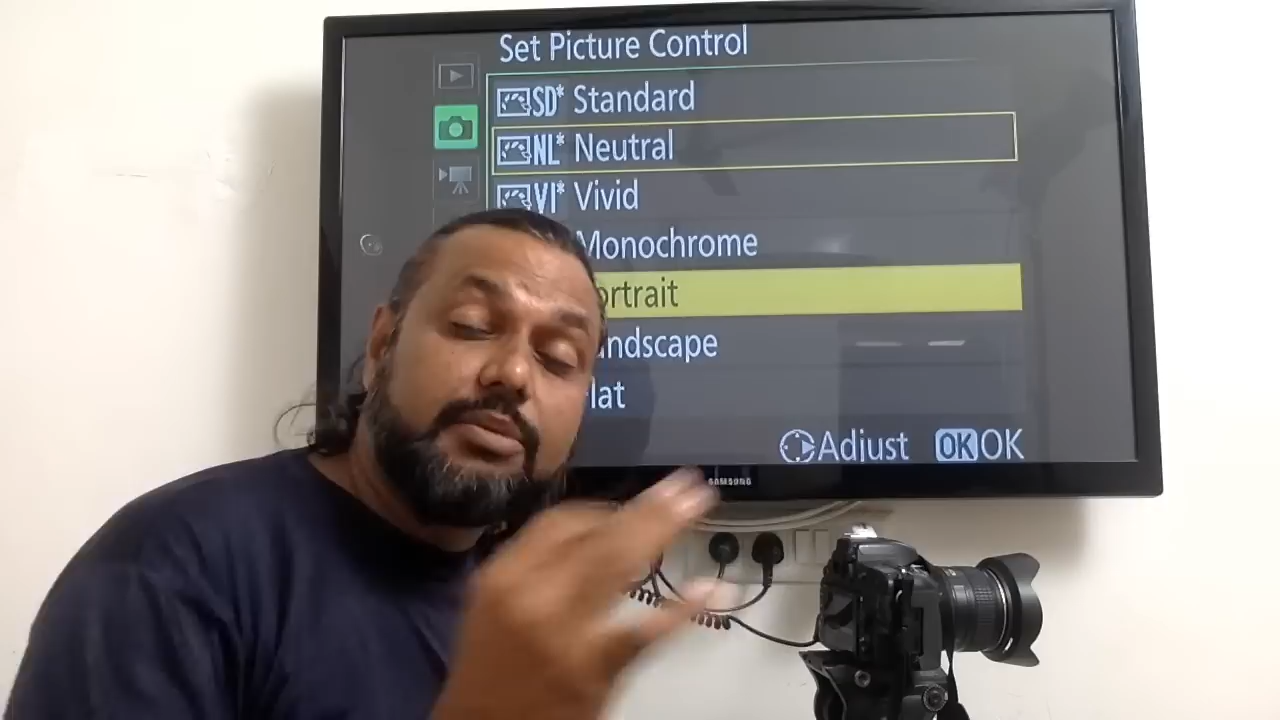 Set Picture Control
SD* Standard
NL* Neutral
VI* Vivid
Monochrome
ortrait
ndscape
lat
Adjust OK OK
SAMSUNG